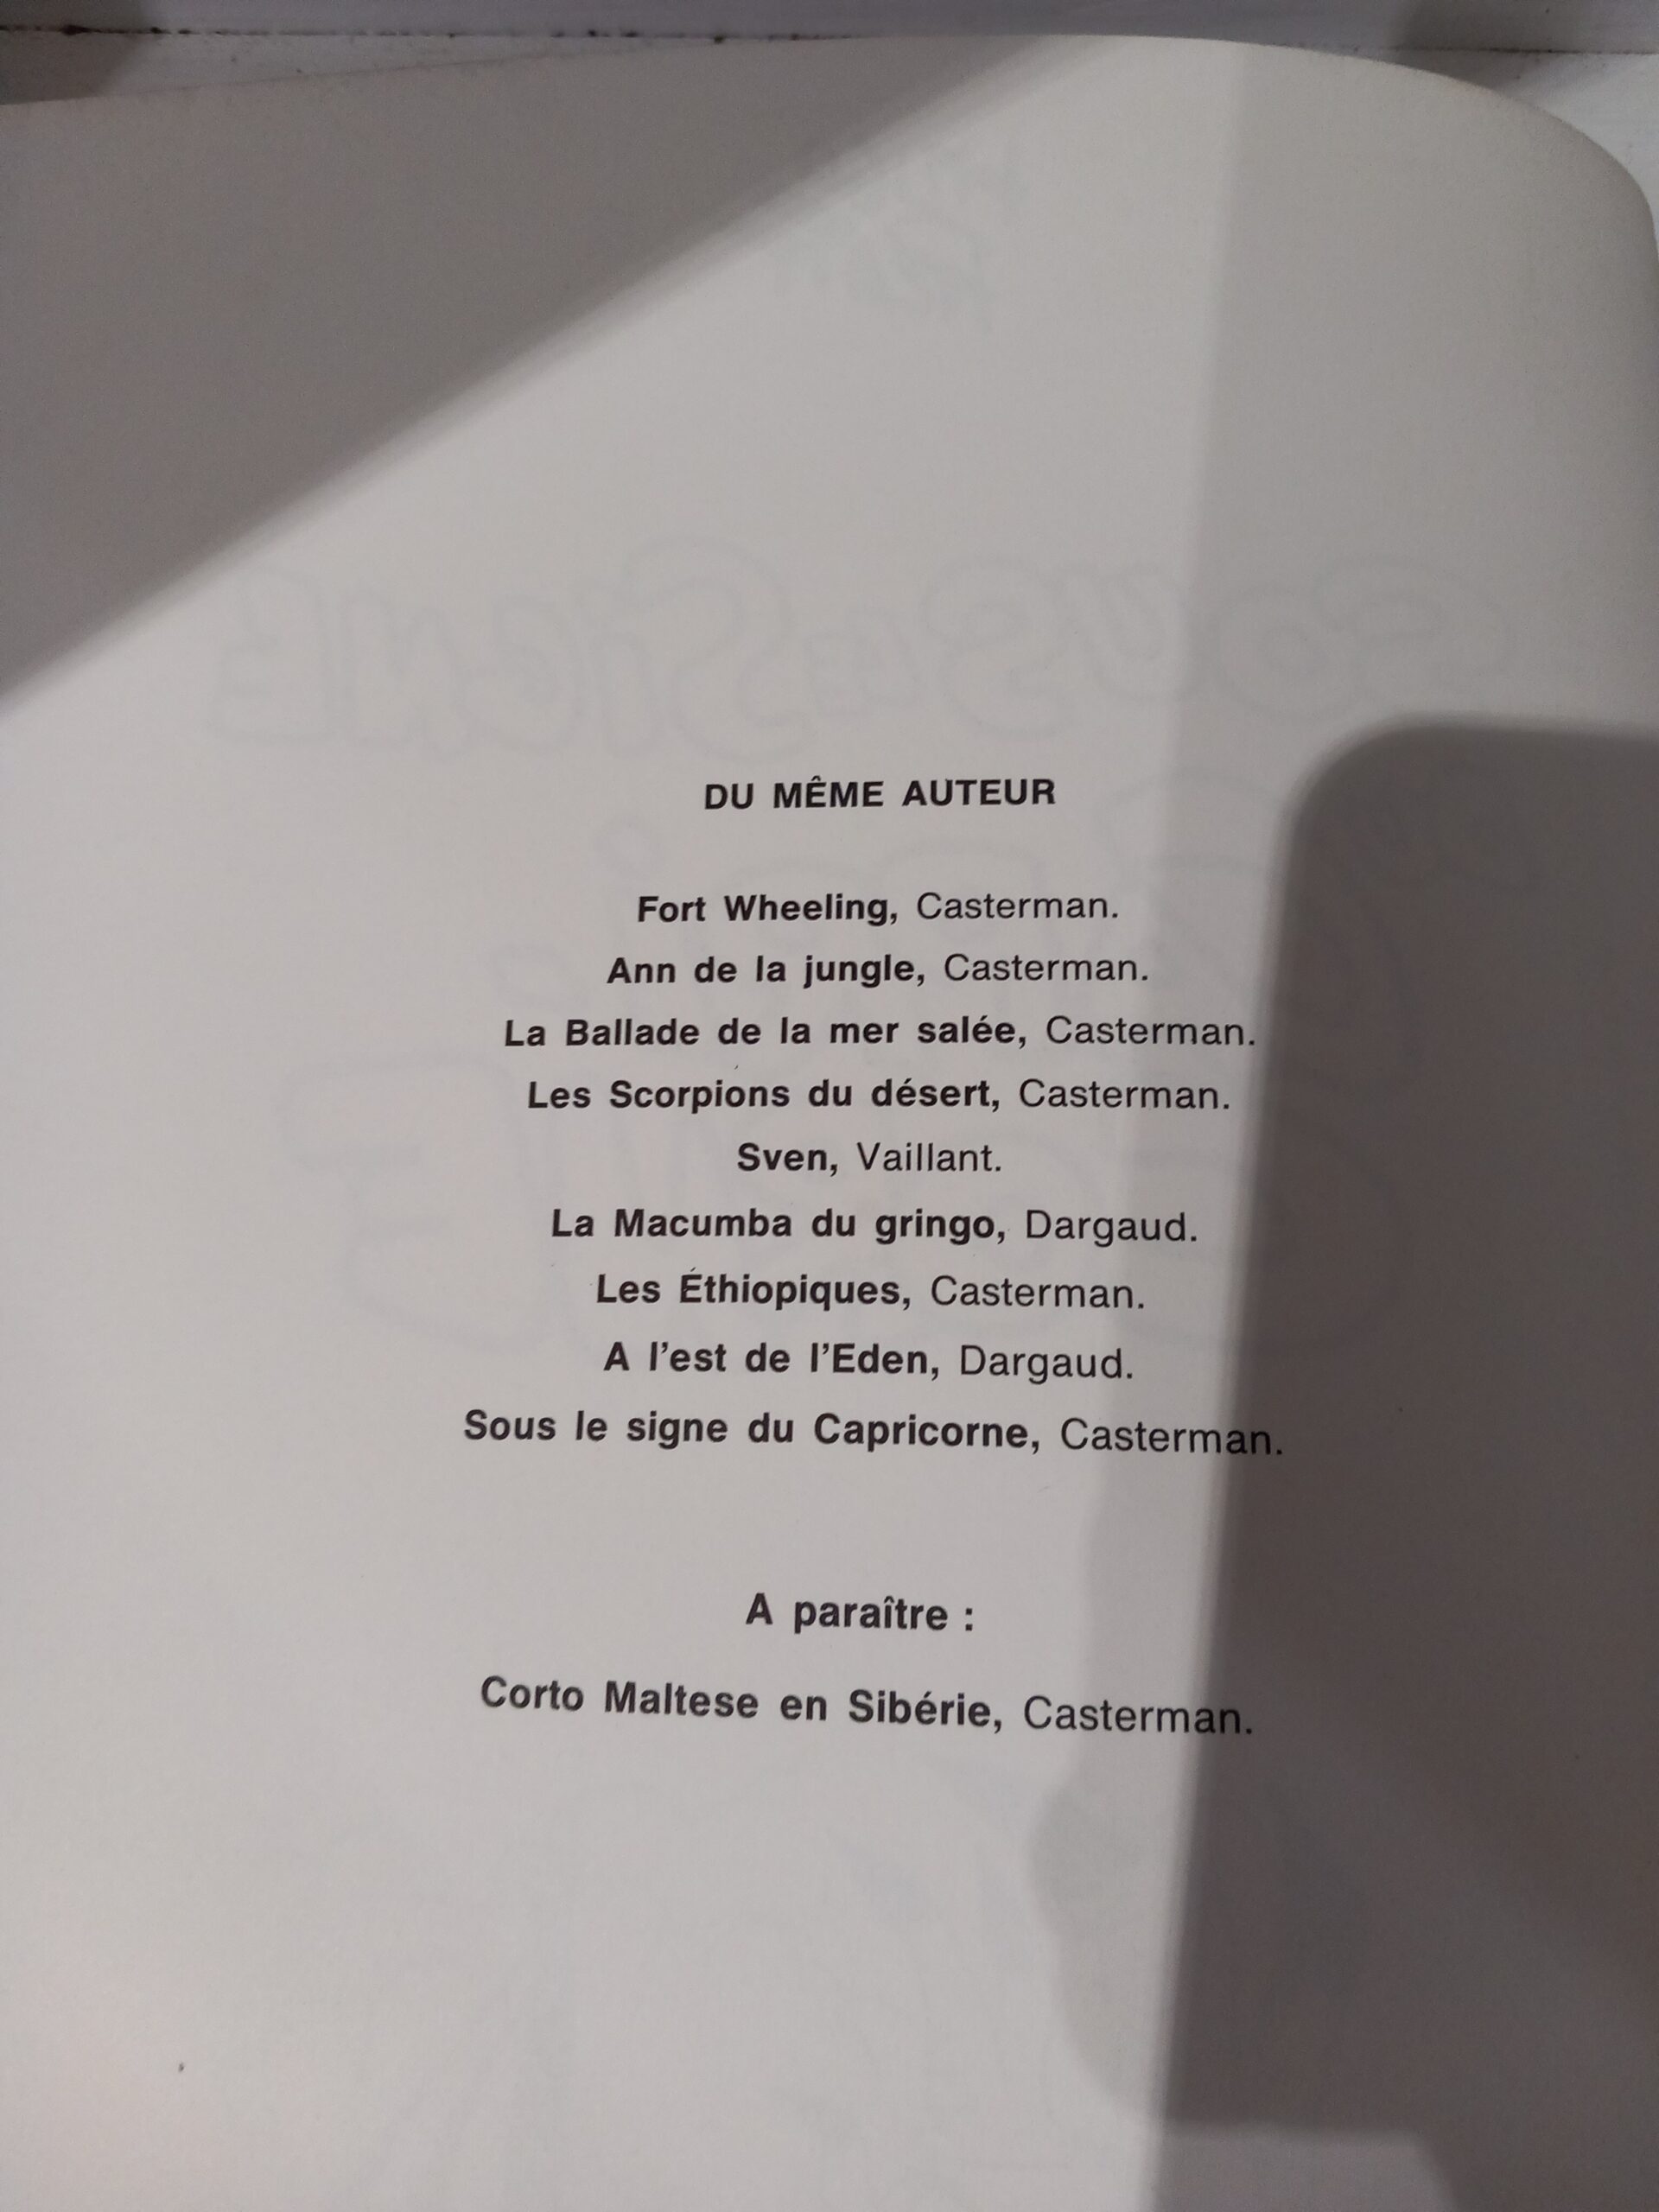 DU MÊME AUTEUR
Fort Wheeling, Casterman.
Ann de la jungle, Casterman.
La Ballade de la mer salée, Casterman.
Les Scorpions du désert, Casterman.
Sven, Vaillant.
La Macumba du gringo, Dargaud.
Les Éthiopiques, Casterman.
A l'est de l'Eden, Dargaud.
Sous le signe du Capricorne, Casterman.
A paraître :
Corto Maltese en Sibérie, Casterman.